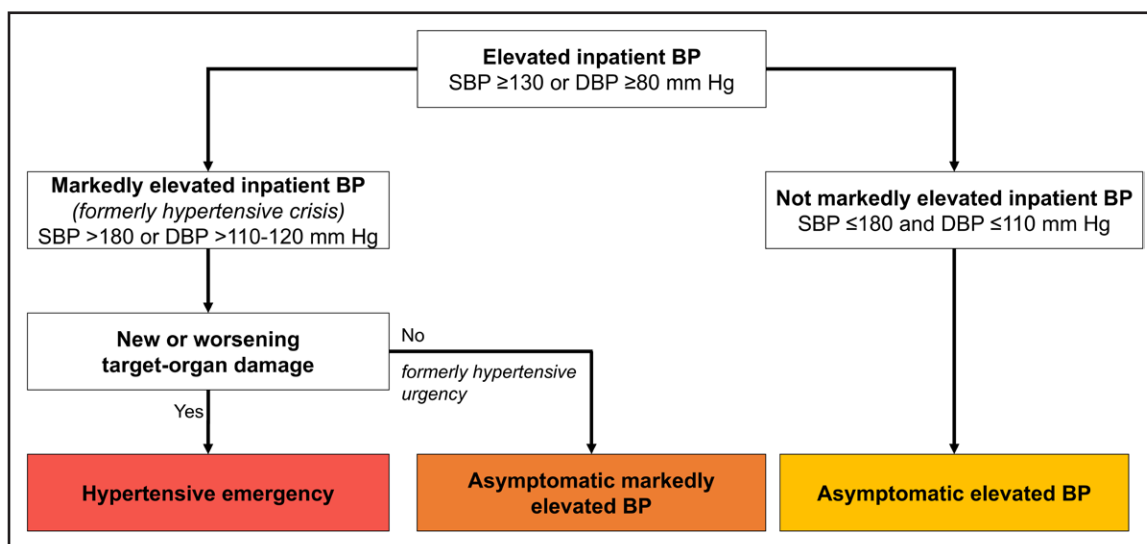 Elevated inpatient BP
SBP ≥130 or DBP ≥80 mm Hg
Markedly elevated inpatient BP
(formerly hypertensive crisis)
SBP >180 or DBP >110-120 mm Hg
Not markedly elevated inpatient BP
SBP ≤180 and DBP ≤110 mm Hg
New or worsening
target-organ damage
No
formerly hypertensive
urgency
Yes
Hypertensive emergency
Asymptomatic markedly
elevated BP
Asymptomatic elevated BP